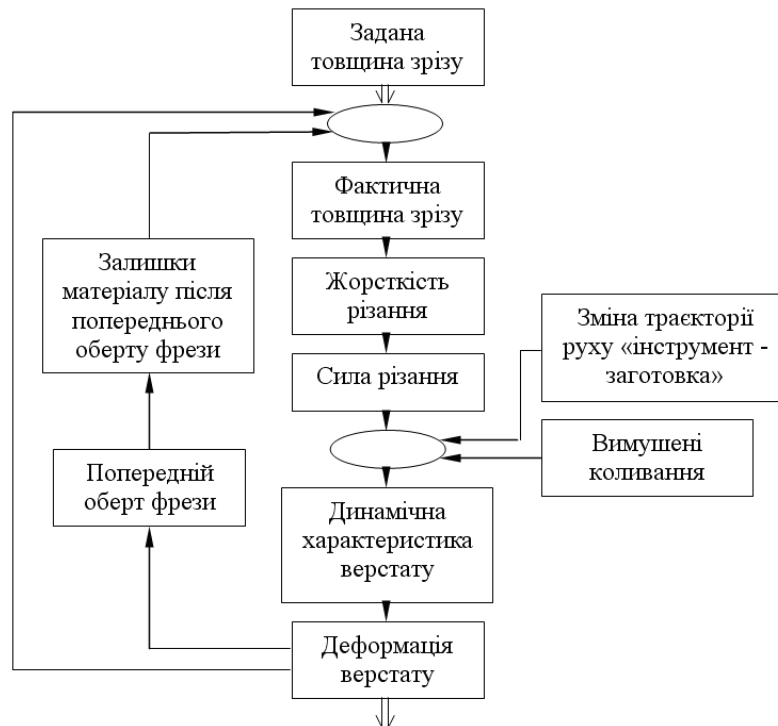 Задана
товщина зрізу
Фактична
товщина зрізу
Залишки
матеріалу після
попереднього
оберту фрези
Жорсткість
різання
Зміна траєкторії
руху «інструмент -
заготовка»
Сила різання
Вимушені
коливання
Попередній
оберт фрези
Динамічна
характеристика
верстату
Деформація
верстату